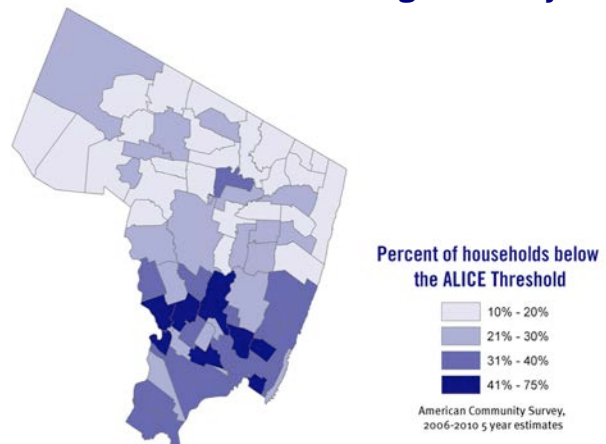 Percent of households below
the ALICE Threshold
10% - 20%
21% - 30%
31% - 40%
41% - 75%
American Community Survey,
2006-2010 5 year estimates